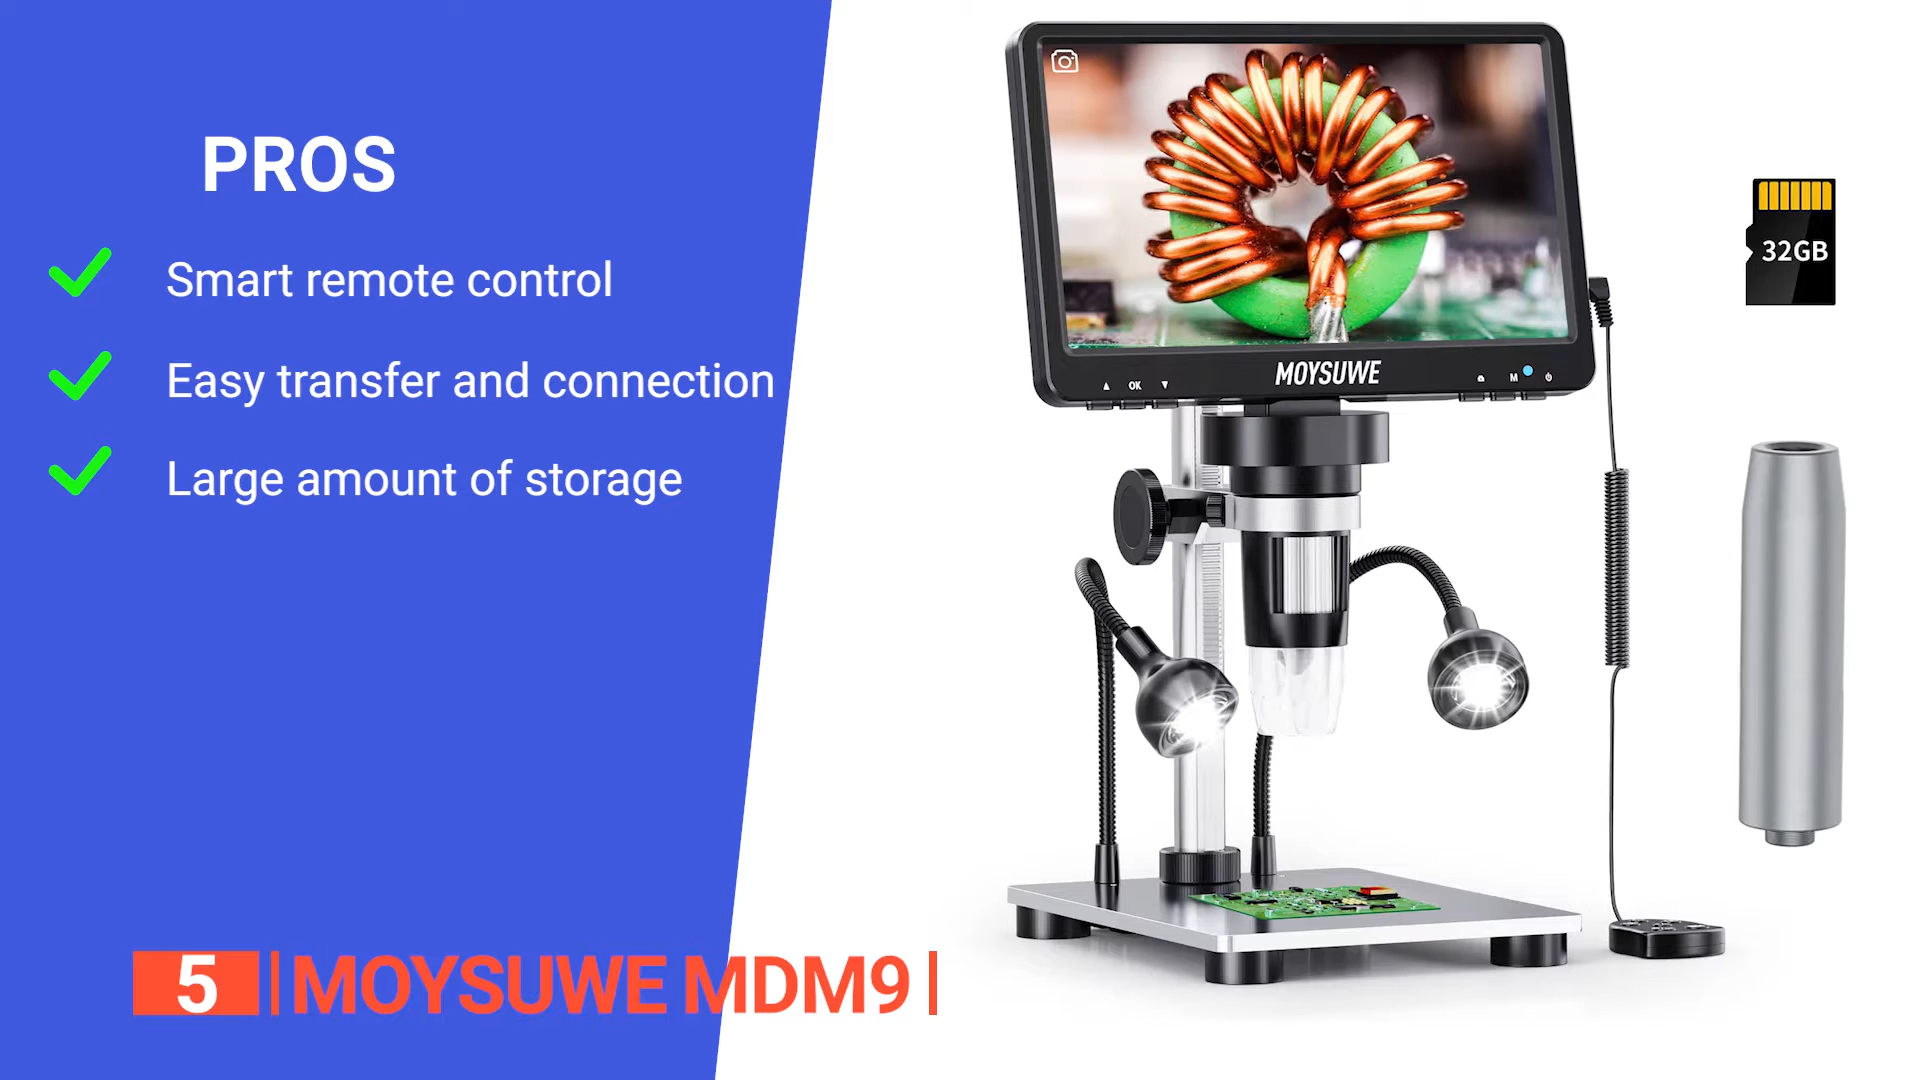 PROS
Smart remote control
Easy transfer and connection
Large amount of storage
5
MOYSUWE MDM9
MOYSUWE
OK
M
32GB